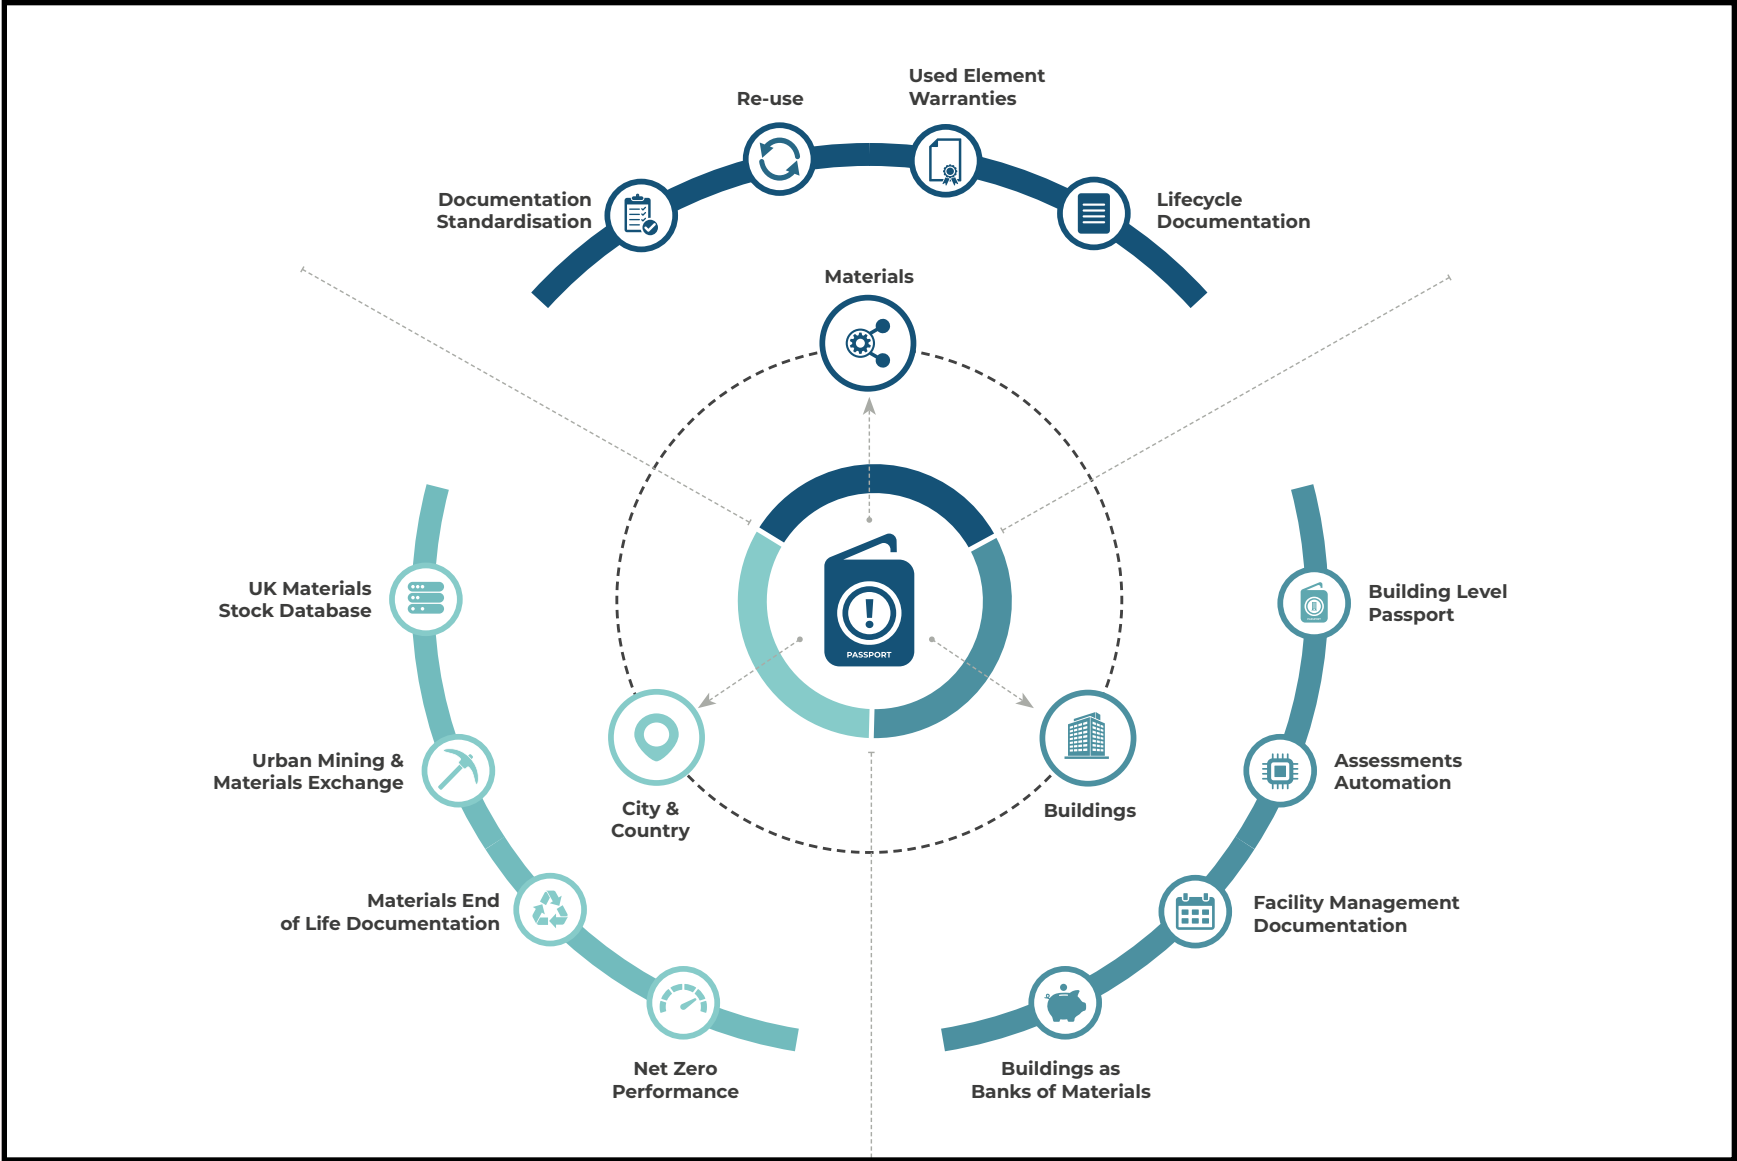 Used Element
Warranties
Re-use
Documentation
Standardisation
Lifecycle
Documentation
Materials
PASSPORT
UK Materials
Stock Database
Building Level
Passport
Urban Mining &
Materials Exchange
Assessments
Automation
City &
Country
Buildings
Materials End
of Life Documentation
Facility Management
Documentation
Net Zero
Performance
Buildings as
Banks of Materials